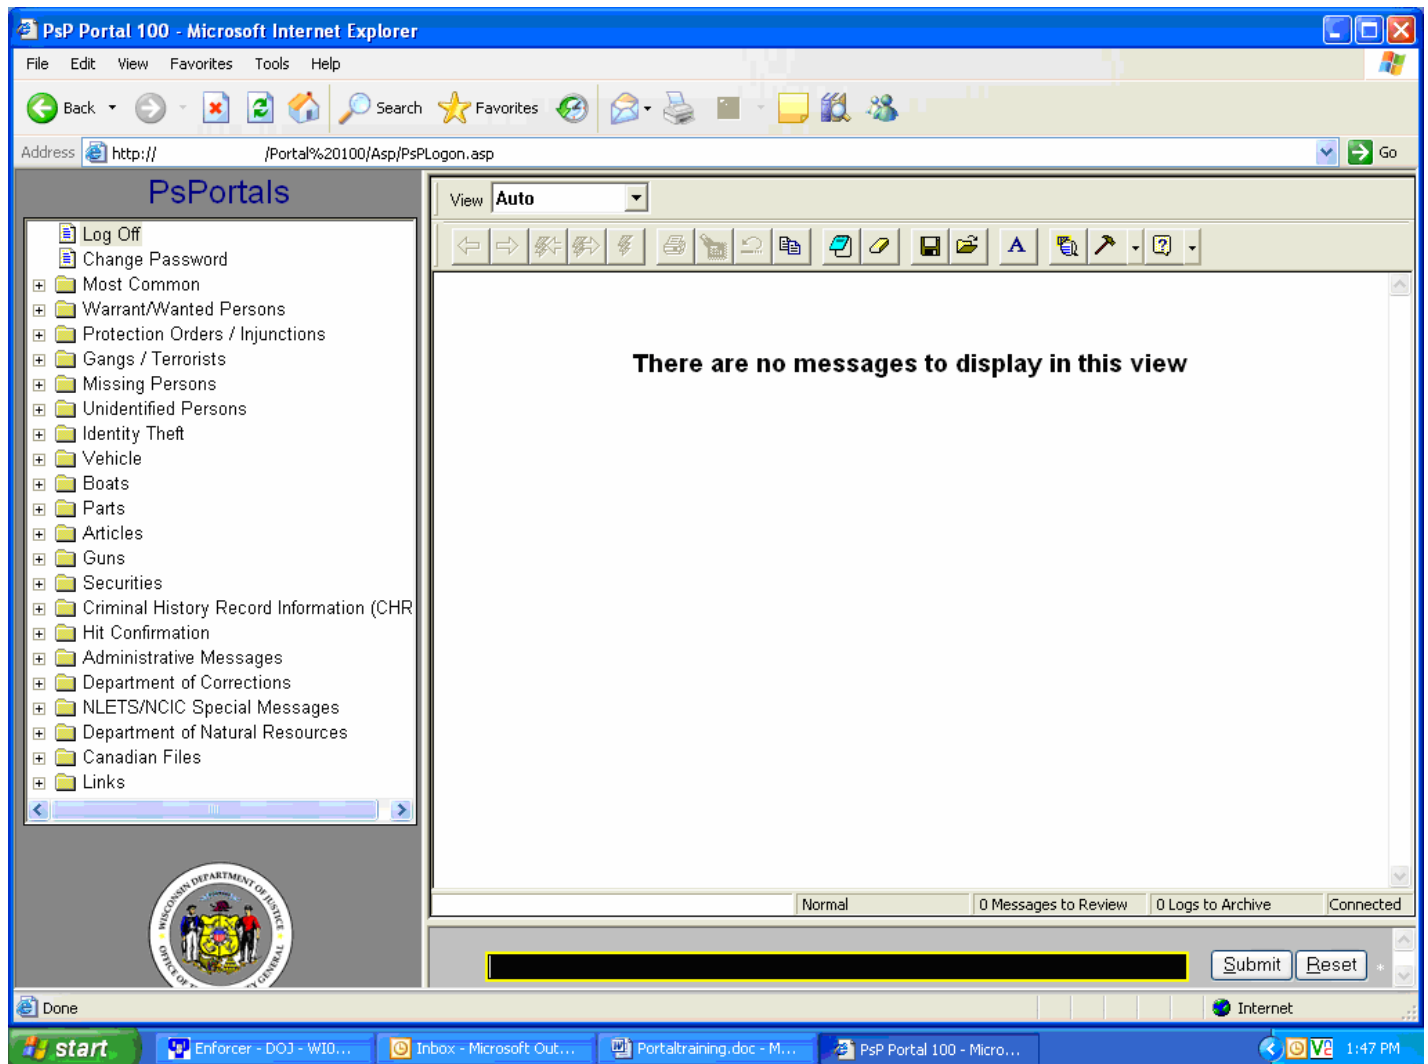 PsP Portal 100 - Microsoft Internet Explorer
File Edit View Favorites Tools Help
Back Search Favorites
Address http:// /Portal%20100/Asp/PsPLogon.asp Go
PsPortals
Log Off
Change Password
Most Common
Warrant/Wanted Persons
Protection Orders / Injunctions
Gangs / Terrorists
Missing Persons
Unidentified Persons
Identity Theft
Vehicle
Boats
Parts
Articles
Guns
Securities
Criminal History Record Information (CHR
Hit Confirmation
Administrative Messages
Department of Corrections
NLETS/NCIC Special Messages
Department of Natural Resources
Canadian Files
Links
WISCONSIN DEPARTMENT OF JUSTICE
View Auto
A
There are no messages to display in this view
Normal 0 Messages to Review 0 Logs to Archive Connected
Submit Reset *
Done Internet
start Enforcer - DOJ - WI0... Inbox - Microsoft Out... Portaltraining.doc - M... PsP Portal 100 - Micro... 1:47 PM